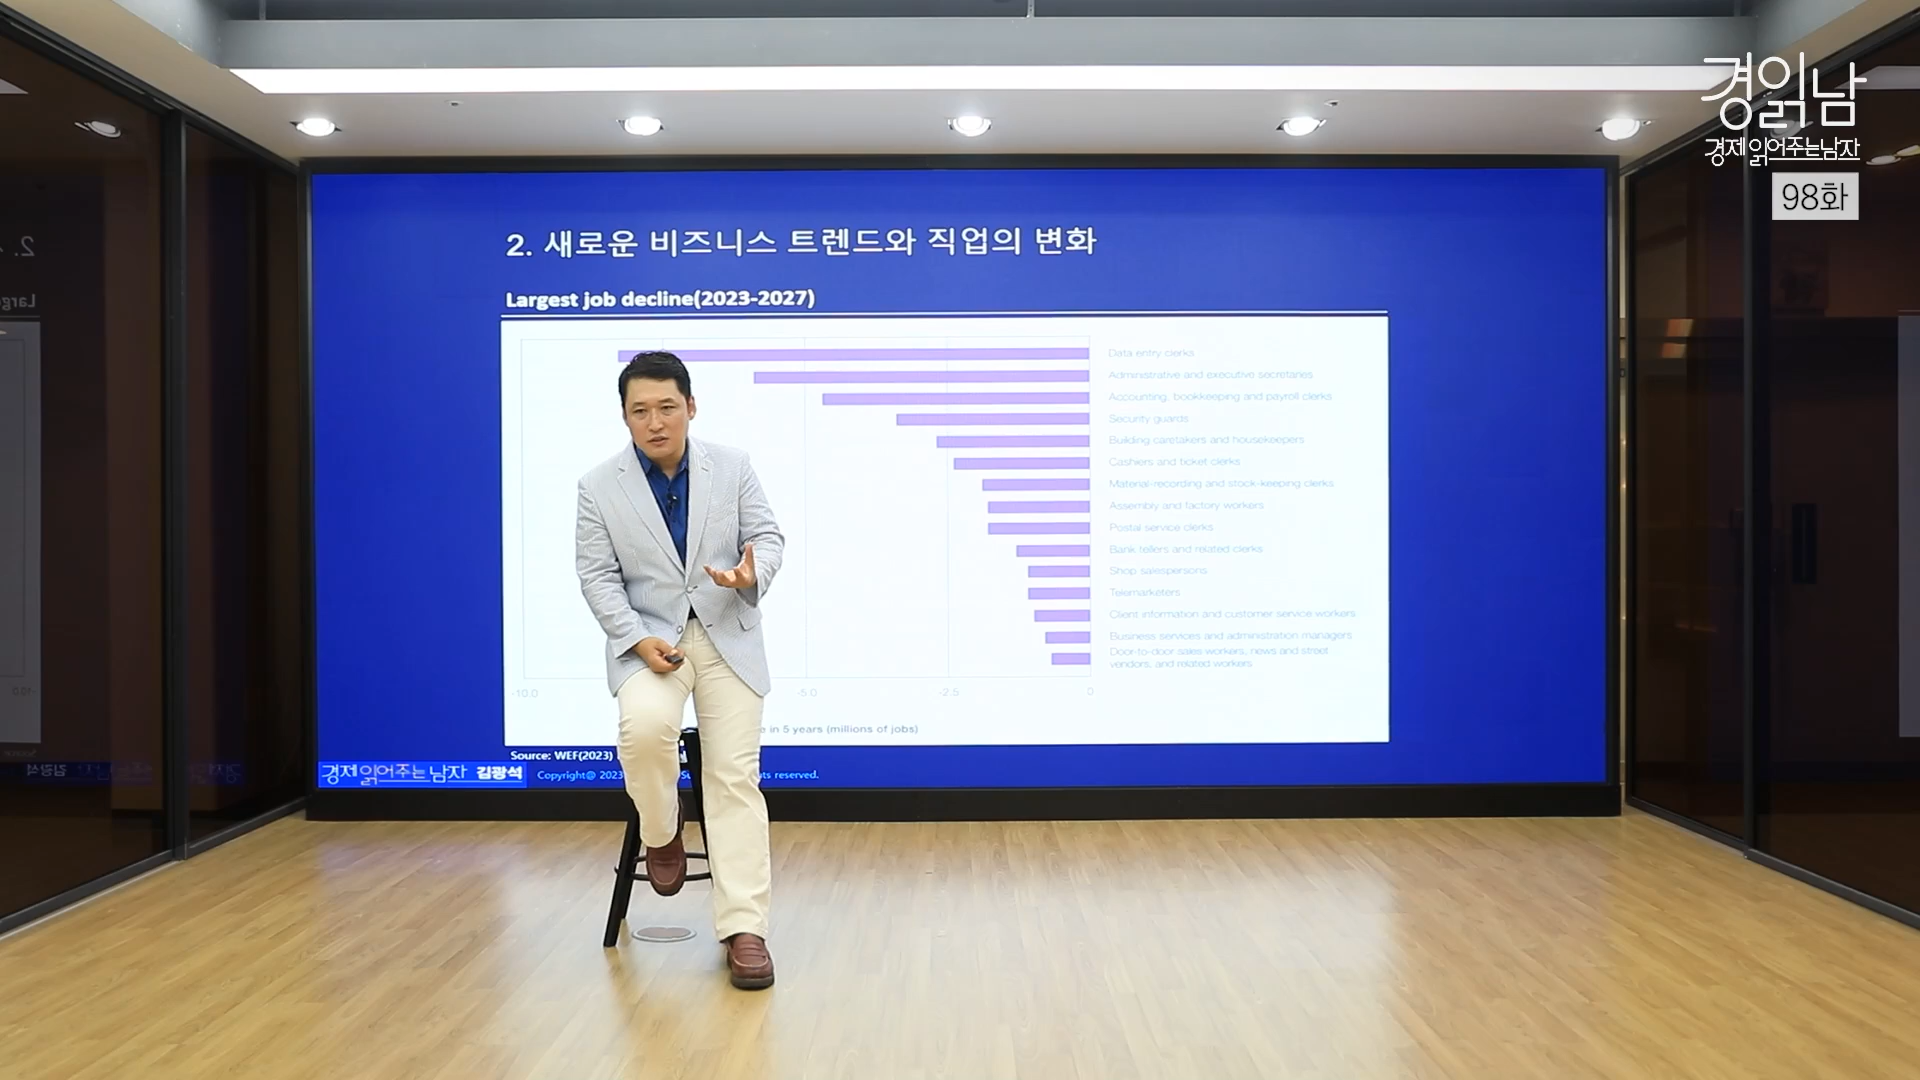 경읽남
경제 읽어주는 남자
98화
2. 새로운 비즈니스 트렌드와 직업의 변화
Largest job decline(2023-2027)
Data entry clerks
Administrative and executive secretaries
Accounting, bookkeeping and payroll clerks
Security guards
Building caretakers and housekeepers
Cashiers and ticket clerks
Material-recording and stock-keeping clerks
Assembly and factory workers
Postal service clerks
Bank tellers and related clerks
Shop salespersons
Telemarketers
Client information and customer service workers
Business services and administration managers
Door-to-door sales workers, news and street
vendors, and related workers
-10.0 -5.0 -2.5 0
e in 5 years (millions of jobs)
Source: WEF(2023)
경제 읽어주는 남자 김광석
Copyright@ 2023 ts reserved.